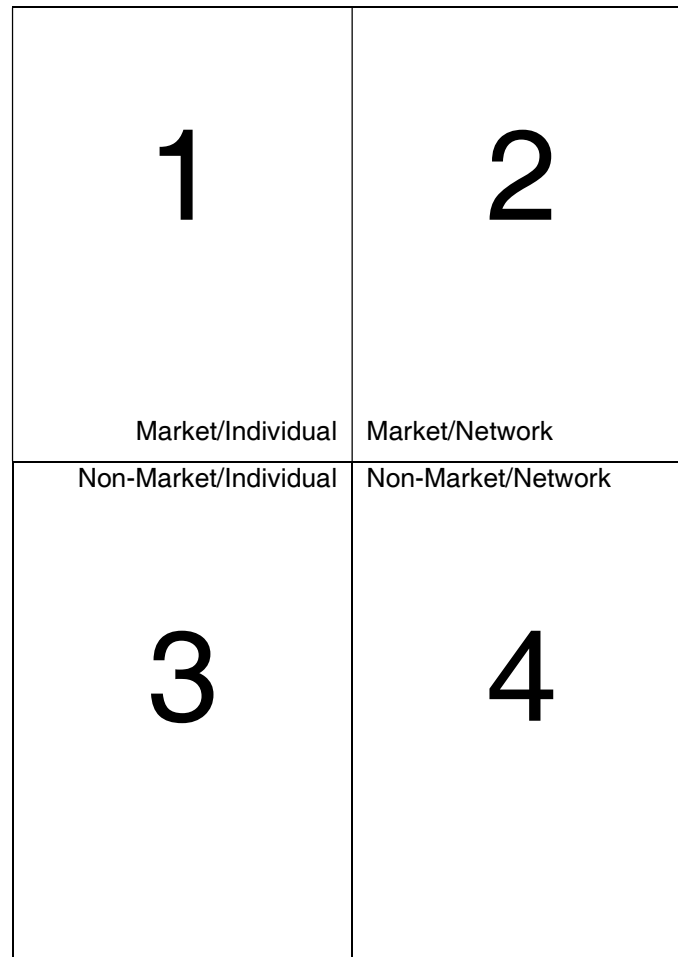 1
2
Market/Individual
Market/Network
Non-Market/Individual
Non-Market/Network
3
4